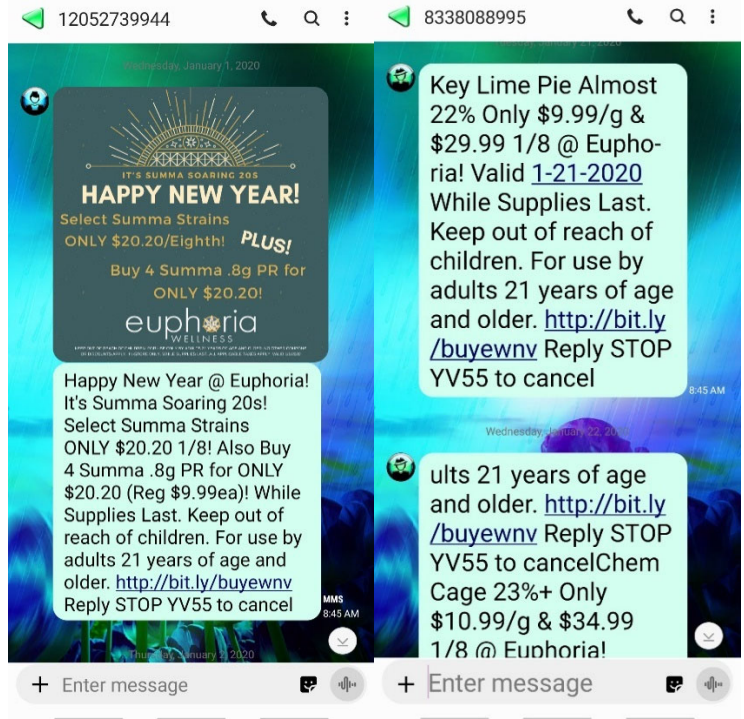 12052739944
Wednesday, January 1, 2020
IT'S SUMMA SOARING 20S
HAPPY NEW YEAR!
Select Summa Strains
ONLY $20.20/Eighth!
PLUS!
Buy 4 Summa .8g PR for
ONLY $20.20!
euphoria
WELLNESS
Happy New Year @ Euphoria!
It's Summa Soaring 20s!
Select Summa Strains
ONLY $20.20 1/8! Also Buy
4 Summa .8g PR for ONLY
$20.20 (Reg $9.99ea)! While
Supplies Last. Keep out of
reach of children. For use by
adults 21 years of age and
older. http://bit.ly/buyewnv
Reply STOP YV55 to cancel
MMS
8:45 AM
Thursday, January 2, 2020
Enter message
8338088995
Tuesday, January 21, 2020
Key Lime Pie Almost
22% Only $9.99/g &
$29.99 1/8 @ Eupho-
ria! Valid 1-21-2020
While Supplies Last.
Keep out of reach of
children. For use by
adults 21 years of age
and older. http://bit.ly
/buyewnv Reply STOP
YV55 to cancel
8:45 AM
Wednesday, January 22, 2020
ults 21 years of age
and older. http://bit.ly
/buyewnv Reply STOP
YV55 to cancelChem
Cage 23%+ Only
$10.99/g & $34.99
1/8 @ Euphoria!
Enter message